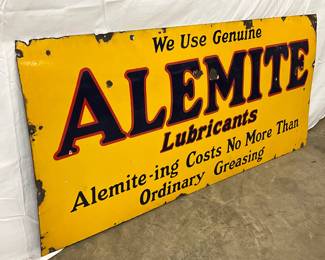 We Use Genuine
ALEMITE
Lubricants
Alemite-ing Costs No More Than
Ordinary Greasing